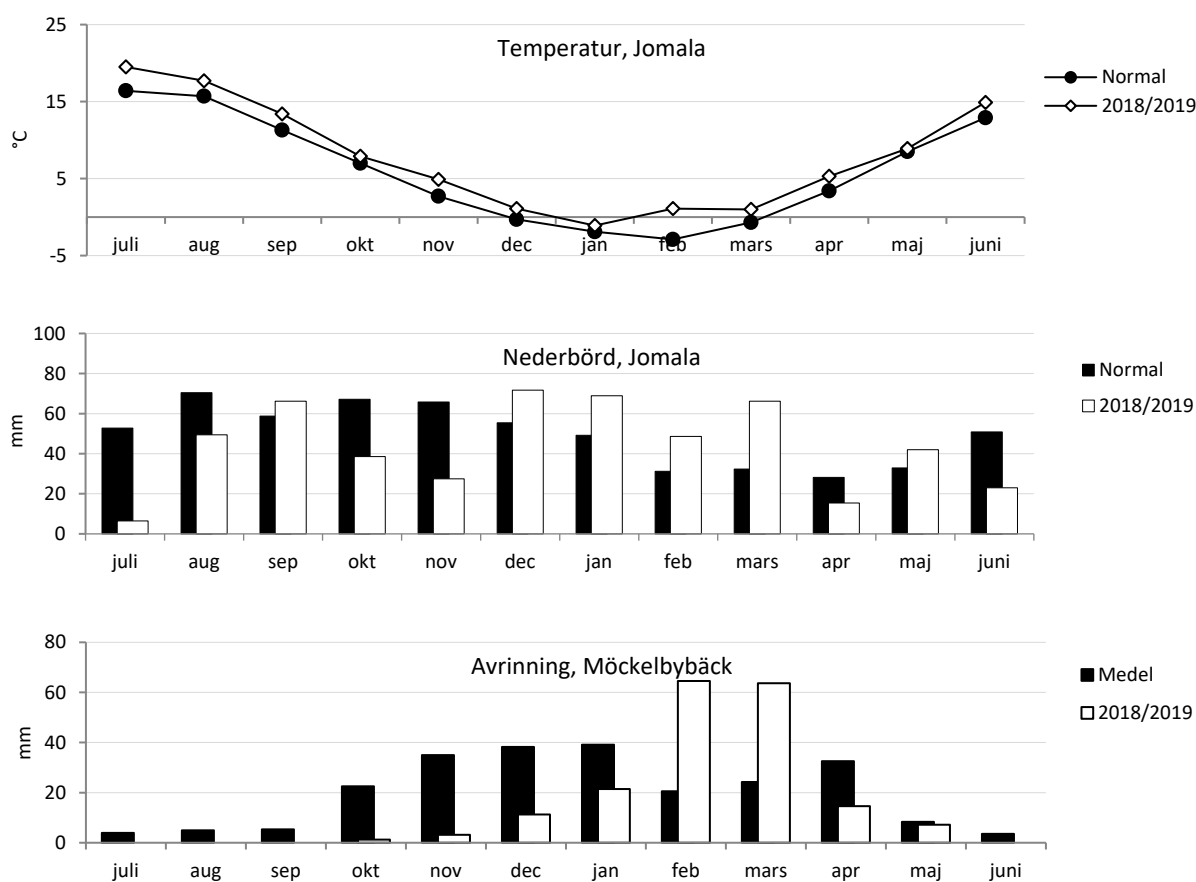 25
Temperatur, Jomala
Normal
2018/2019
15
°C
5
-5
juli aug sep okt nov dec jan feb mars apr maj juni
100
Nederbörd, Jomala
Normal
2018/2019
80
60
mm
40
20
0
juli aug sep okt nov dec jan feb mars apr maj juni
80
Avrinning, Möckelbybäck
Medel
2018/2019
60
mm
40
20
0
juli aug sep okt nov dec jan feb mars apr maj juni